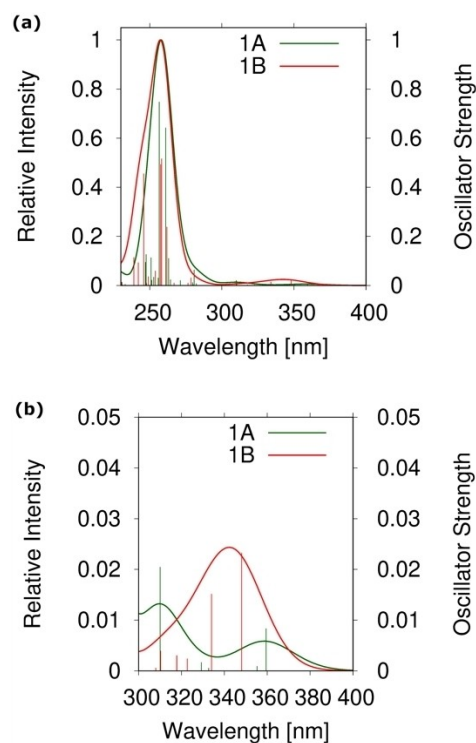 (a)
1A
1B
Relative Intensity
Oscillator Strength
1
0.8
0.6
0.4
0.2
0
1
0.8
0.6
0.4
0.2
0
250 300 350 400
Wavelength [nm]
(b)
1A
1B
Relative Intensity
Oscillator Strength
0.05
0.04
0.03
0.02
0.01
0
0.05
0.04
0.03
0.02
0.01
0
300 320 340 360 380 400
Wavelength [nm]